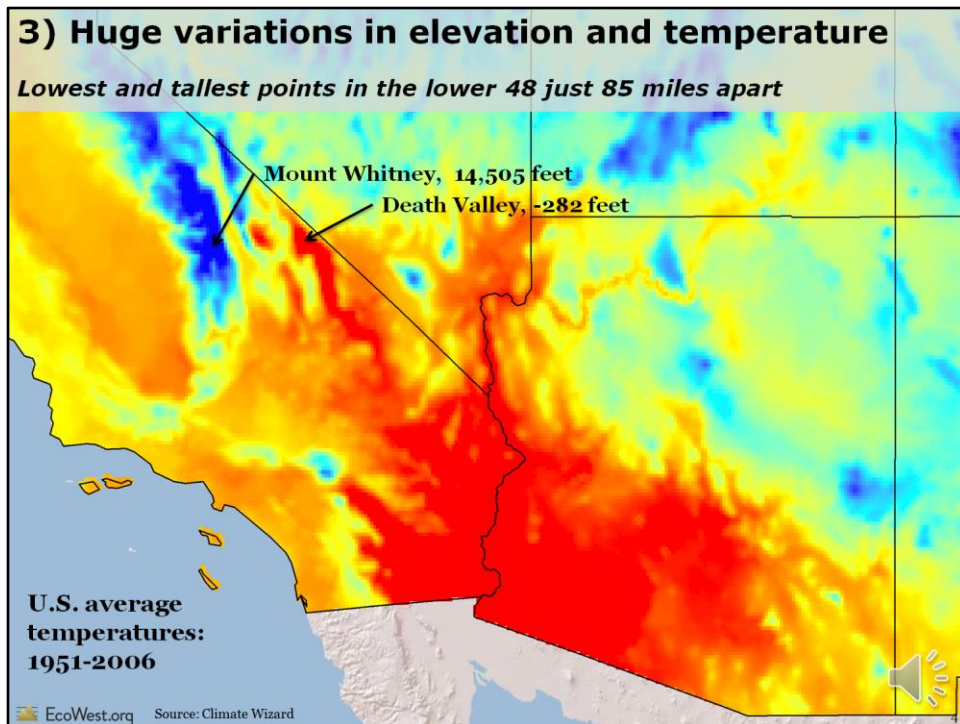 3) Huge variations in elevation and temperature
Lowest and tallest points in the lower 48 just 85 miles apart
Mount Whitney, 14,505 feet
Death Valley, -282 feet
U.S. average
temperatures:
1951-2006
EcoWest.org
Source: Climate Wizard
4